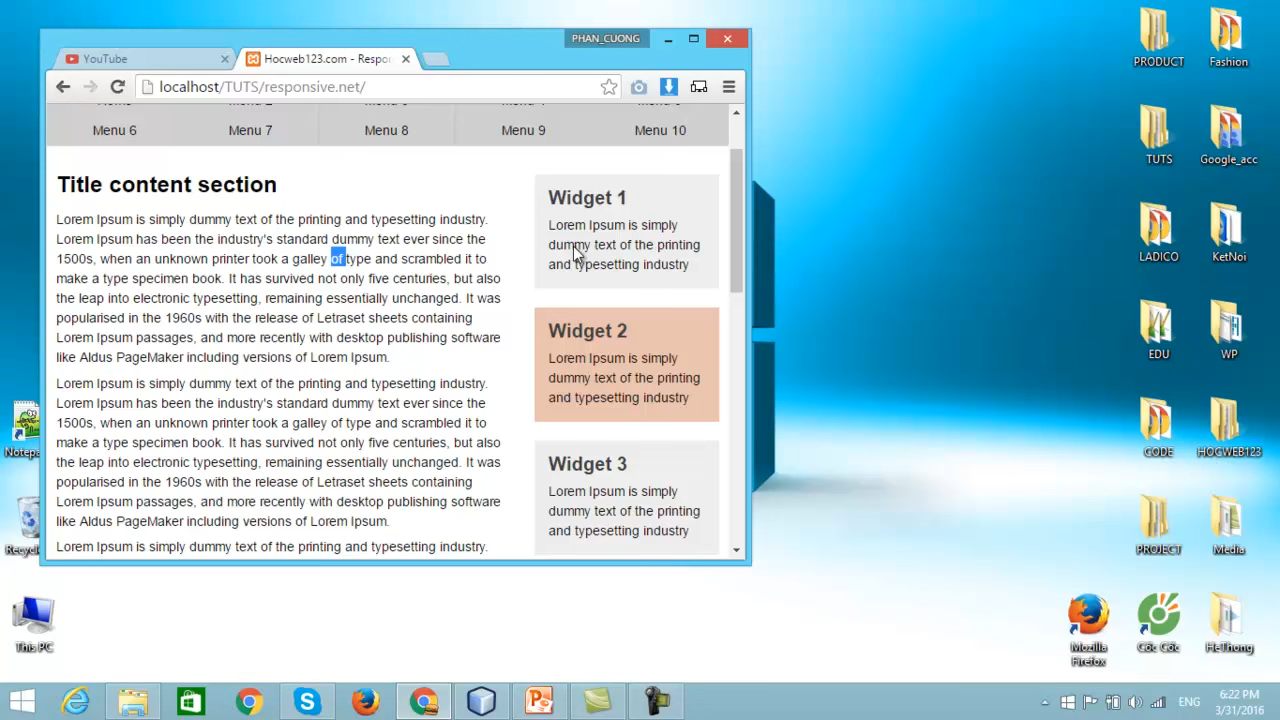 PHAN_CUONG
YouTube
Hocweb123.com - Respo
localhost/TUTS/responsive.net/
Menu 6
Menu 7
Menu 8
Menu 9
Menu 10
Title content section
Lorem Ipsum is simply dummy text of the printing and typesetting industry.
Lorem Ipsum has been the industry's standard dummy text ever since the
1500s, when an unknown printer took a galley of type and scrambled it to
make a type specimen book. It has survived not only five centuries, but also
the leap into electronic typesetting, remaining essentially unchanged. It was
popularised in the 1960s with the release of Letraset sheets containing
Lorem Ipsum passages, and more recently with desktop publishing software
like Aldus PageMaker including versions of Lorem Ipsum.
Lorem Ipsum is simply dummy text of the printing and typesetting industry.
Lorem Ipsum has been the industry's standard dummy text ever since the
1500s, when an unknown printer took a galley of type and scrambled it to
make a type specimen book. It has survived not only five centuries, but also
the leap into electronic typesetting, remaining essentially unchanged. It was
popularised in the 1960s with the release of Letraset sheets containing
Lorem Ipsum passages, and more recently with desktop publishing software
like Aldus PageMaker including versions of Lorem Ipsum.
Lorem Ipsum is simply dummy text of the printing and typesetting industry.
Widget 1
Lorem Ipsum is simply
dummy text of the printing
and typesetting industry
Widget 2
Lorem Ipsum is simply
dummy text of the printing
and typesetting industry
Widget 3
Lorem Ipsum is simply
dummy text of the printing
and typesetting industry
PRODUCT
Fashion
TUTS
Google_acc
LADICO
KetNoi
EDU
WP
CODE
HOCWEB123
PROJECT
Media
Mozilla
Firefox
Cốc Cốc
HeThong
Notepa
Recycl
This PC
ENG
6:22 PM
3/31/2016